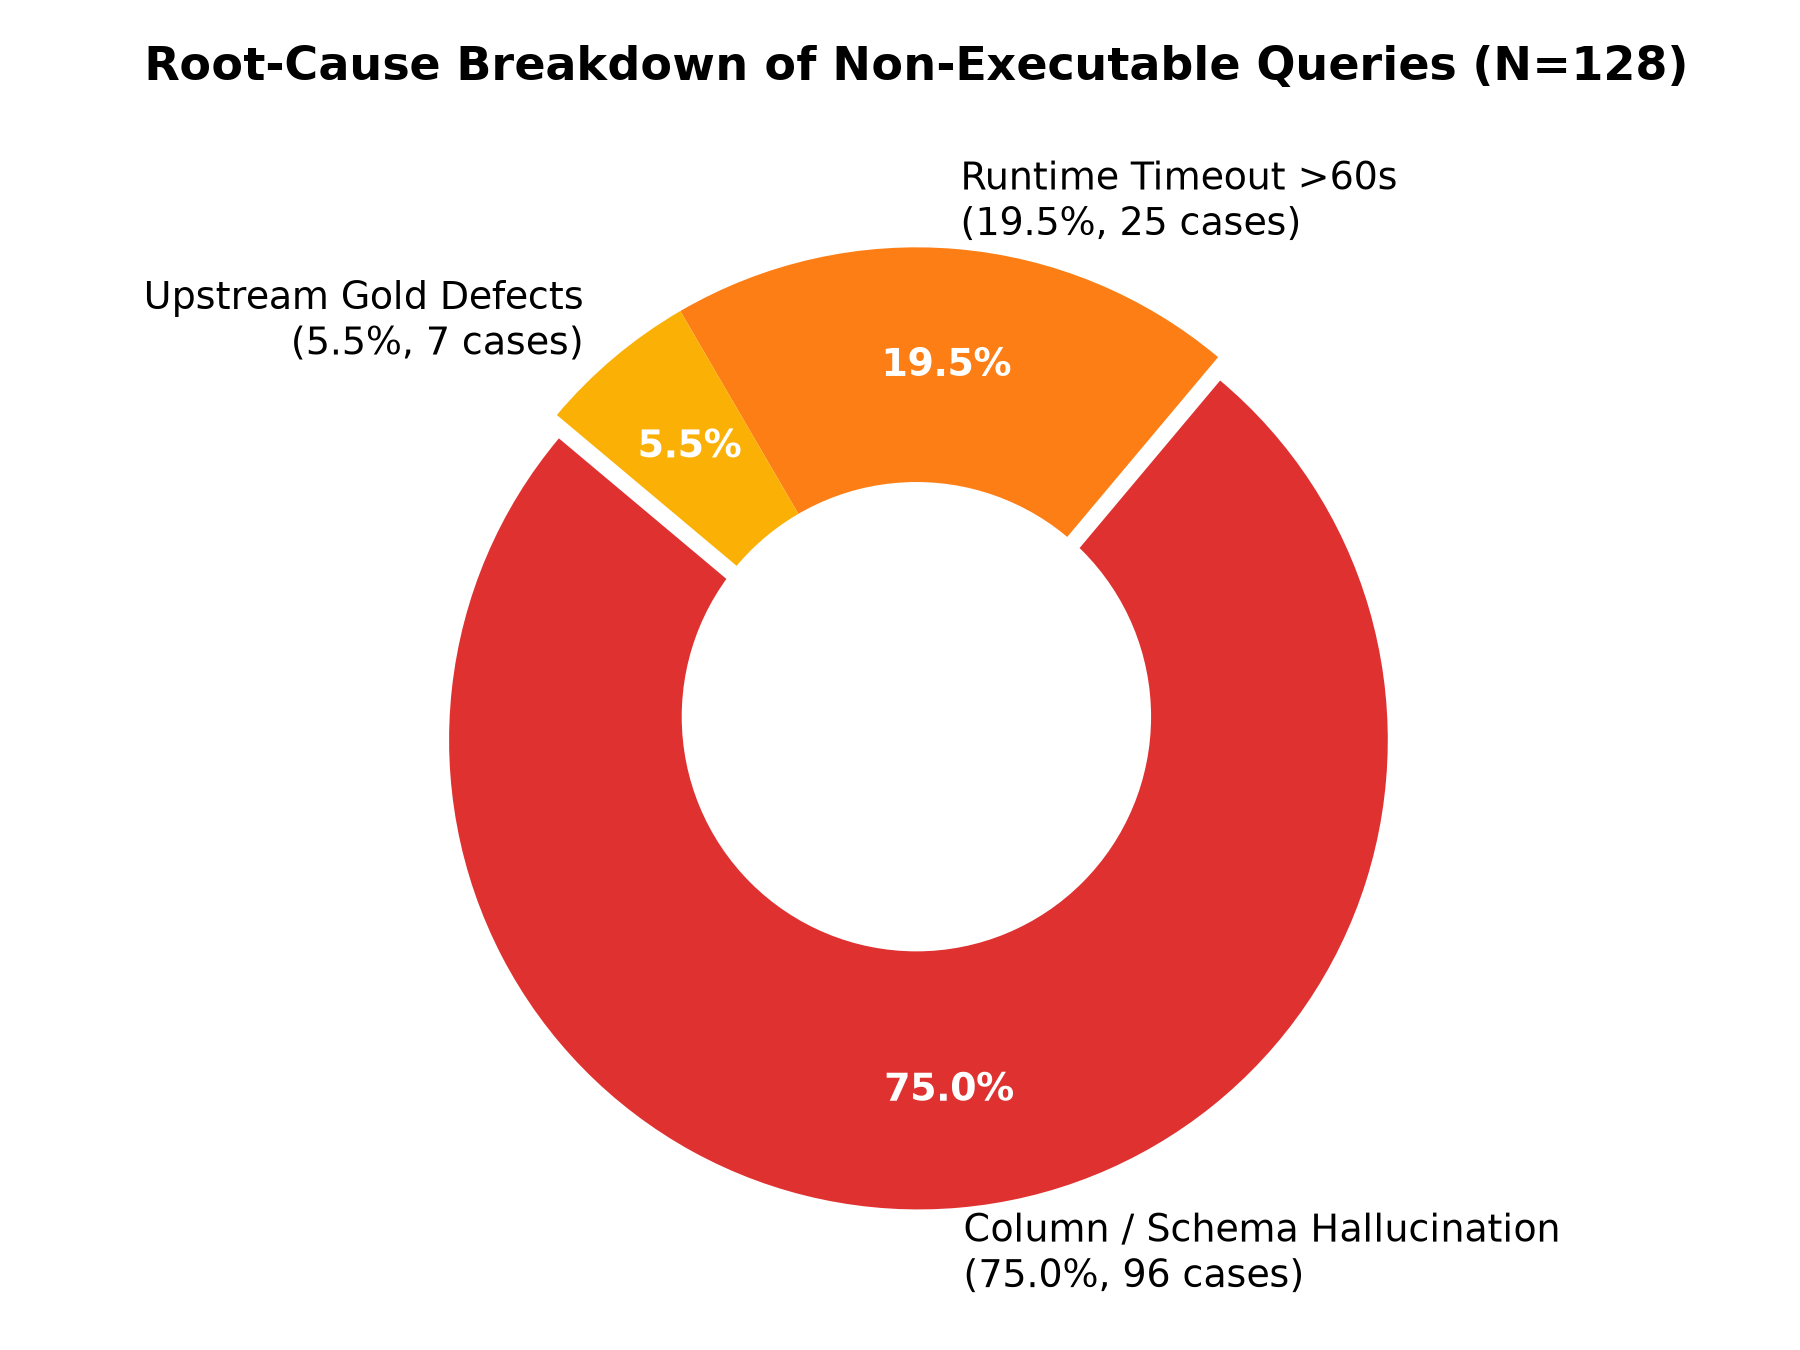 Root-Cause Breakdown of Non-Executable Queries (N=128)
Runtime Timeout >60s
(19.5%, 25 cases)
Upstream Gold Defects
(5.5%, 7 cases)
19.5%
5.5%
75.0%
Column / Schema Hallucination
(75.0%, 96 cases)